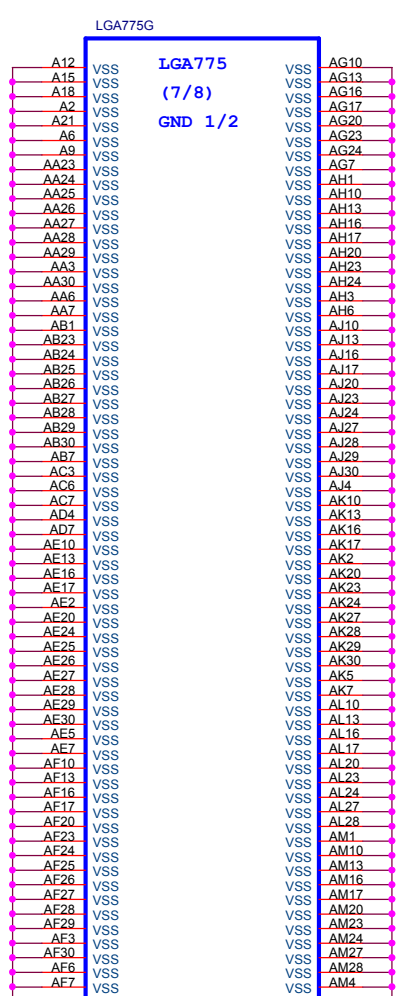 LGA775G
LGA775
(7/8)
GND 1/2
A12 VSS VSS AG10
A15 VSS VSS AG13
A18 VSS VSS AG16
A2 VSS VSS AG17
A21 VSS VSS AG20
A6 VSS VSS AG23
A9 VSS VSS AG24
AA23 VSS VSS AG7
AA24 VSS VSS AH1
AA25 VSS VSS AH10
AA26 VSS VSS AH13
AA27 VSS VSS AH16
AA28 VSS VSS AH17
AA29 VSS VSS AH20
AA3 VSS VSS AH23
AA30 VSS VSS AH24
AA6 VSS VSS AH3
AA7 VSS VSS AH6
AB1 VSS VSS AJ10
AB23 VSS VSS AJ13
AB24 VSS VSS AJ16
AB25 VSS VSS AJ17
AB26 VSS VSS AJ20
AB27 VSS VSS AJ23
AB28 VSS VSS AJ24
AB29 VSS VSS AJ27
AB30 VSS VSS AJ28
AB7 VSS VSS AJ29
AC3 VSS VSS AJ30
AC6 VSS VSS AJ4
AC7 VSS VSS AK10
AD4 VSS VSS AK13
AD7 VSS VSS AK16
AE10 VSS VSS AK17
AE13 VSS VSS AK2
AE16 VSS VSS AK20
AE17 VSS VSS AK23
AE2 VSS VSS AK24
AE20 VSS VSS AK27
AE24 VSS VSS AK28
AE25 VSS VSS AK29
AE26 VSS VSS AK30
AE27 VSS VSS AK5
AE28 VSS VSS AK7
AE29 VSS VSS AL10
AE30 VSS VSS AL13
AE5 VSS VSS AL16
AE7 VSS VSS AL17
AF10 VSS VSS AL20
AF13 VSS VSS AL23
AF16 VSS VSS AL24
AF17 VSS VSS AL27
AF20 VSS VSS AL28
AF23 VSS VSS AM1
AF24 VSS VSS AM10
AF25 VSS VSS AM13
AF26 VSS VSS AM16
AF27 VSS VSS AM17
AF28 VSS VSS AM20
AF29 VSS VSS AM23
AF3 VSS VSS AM24
AF30 VSS VSS AM27
AF6 VSS VSS AM28
AF7 VSS VSS AM4